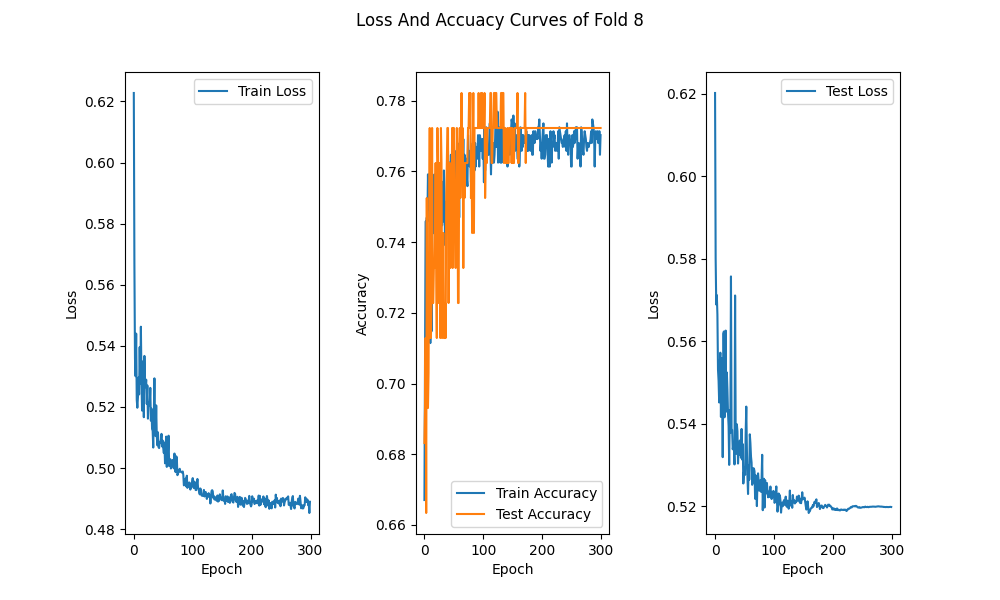 Loss And Accuacy Curves of Fold 8
Loss
0.62
0.60
0.58
0.56
0.54
0.52
0.50
0.48
Train Loss
0 100 200 300
Epoch
Accuracy
0.78
0.76
0.74
0.72
0.70
0.68
0.66
Train Accuracy
Test Accuracy
0 100 200 300
Epoch
Loss
0.62
0.60
0.58
0.56
0.54
0.52
Test Loss
0 100 200 300
Epoch